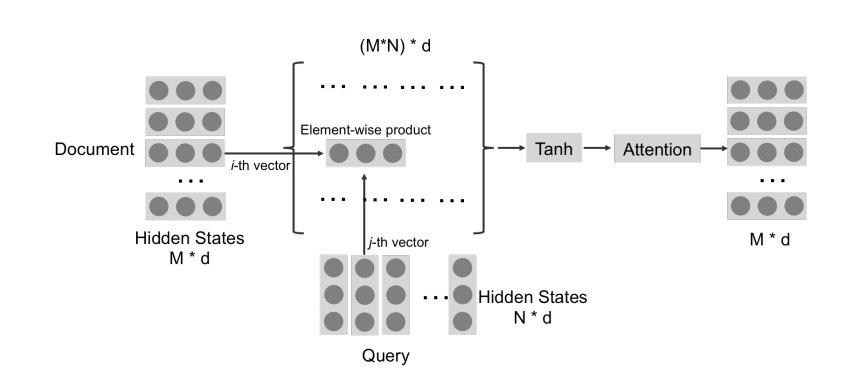 (M*N) * d
... ... ... ...
Element-wise product
Document
i-th vector
Tanh
Attention
...
...
... ... ... ...
Hidden States
M * d
j-th vector
M * d
...
Hidden States
N * d
Query